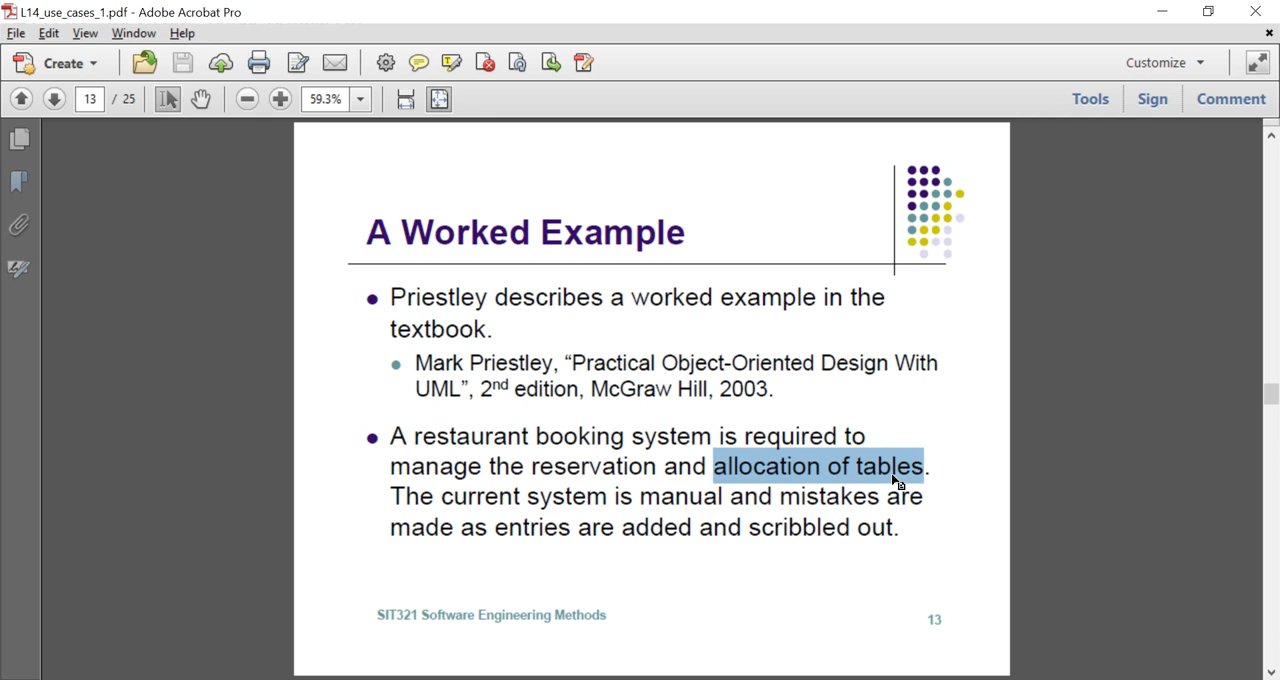 L14_use_cases_1.pdf - Adobe Acrobat Pro
File Edit View Window Help
Create Customize
13 / 25 59.3% Tools Sign Comment
A Worked Example
• Priestley describes a worked example in the
textbook.
• Mark Priestley, “Practical Object-Oriented Design With
UML”, 2nd edition, McGraw Hill, 2003.
• A restaurant booking system is required to
manage the reservation and allocation of tables.
The current system is manual and mistakes are
made as entries are added and scribbled out.
SIT321 Software Engineering Methods 13